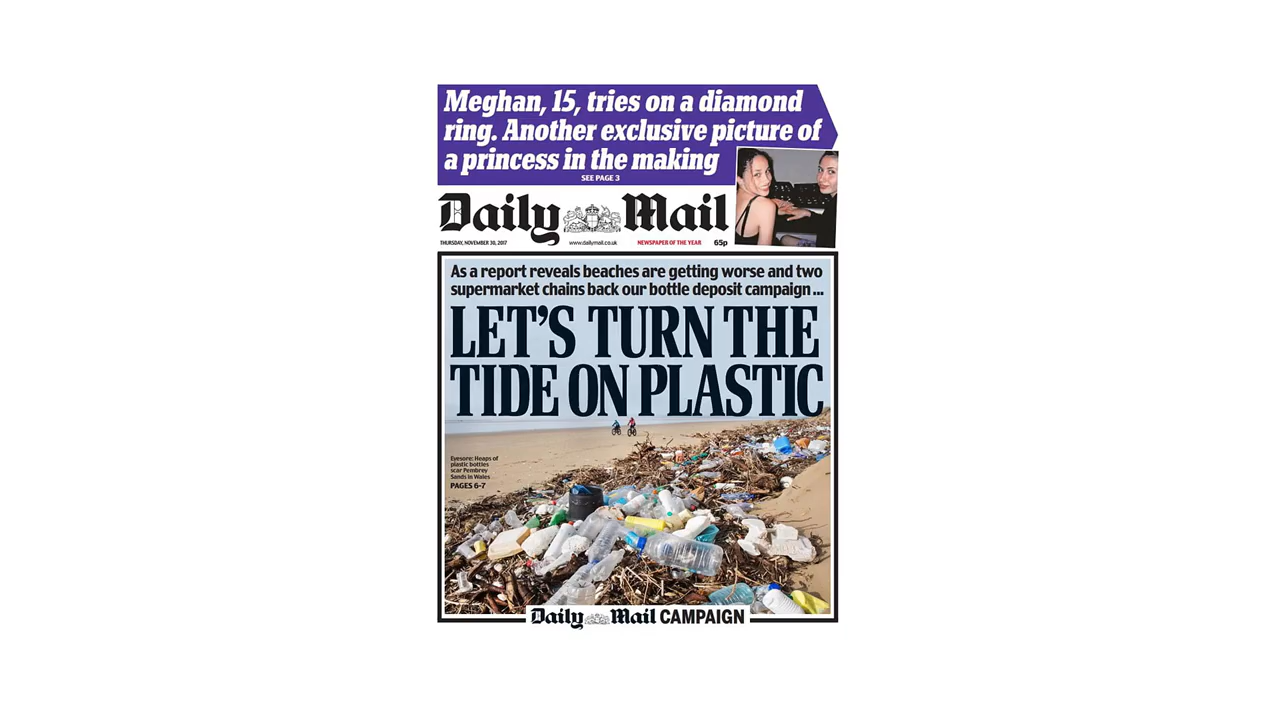 Meghan, 15, tries on a diamond
ring. Another exclusive picture of
a princess in the making
SEE PAGE 3
Daily Mail
THURSDAY, NOVEMBER 30, 2017 www.dailymail.co.uk NEWSPAPER OF THE YEAR 65p
As a report reveals beaches are getting worse and two
supermarket chains back our bottle deposit campaign ...
LET'S TURN THE
TIDE ON PLASTIC
Eyesore: Heaps of
plastic bottles
scar Pembrey
Sands in Wales
PAGES 6-7
Daily Mail CAMPAIGN